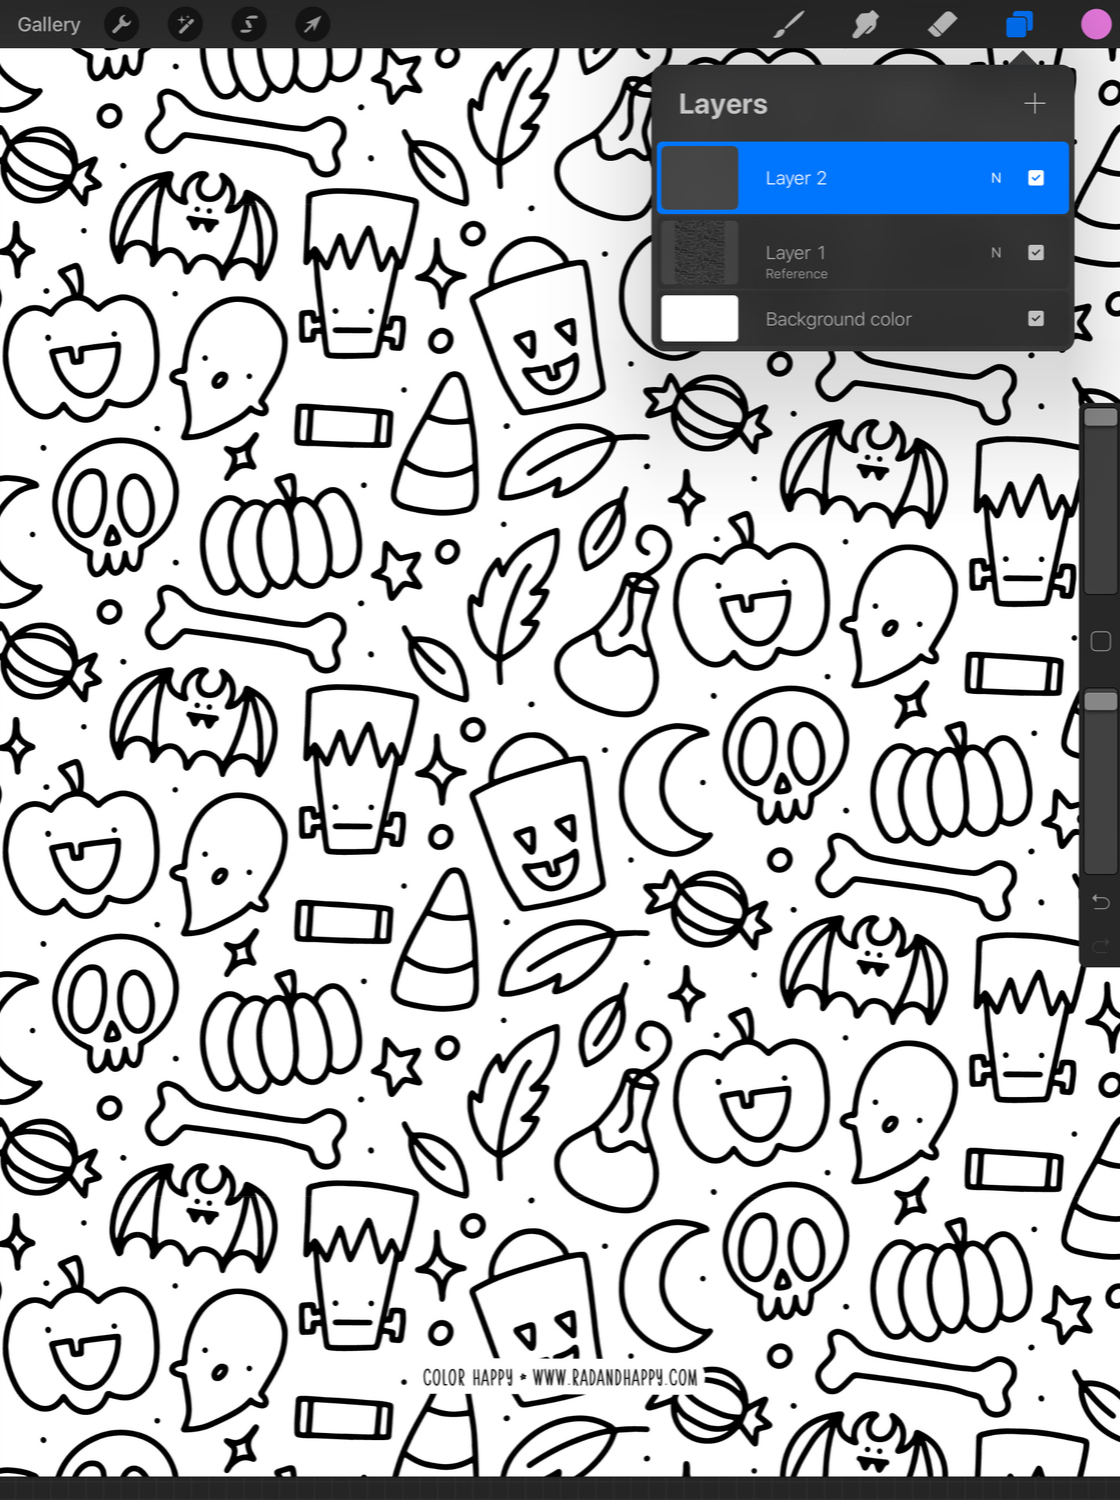 Gallery
Layers
Layer 2
N
Layer 1
N
Reference
Background color
COLOR HAPPY * WWW.RADANDHAPPY.COM